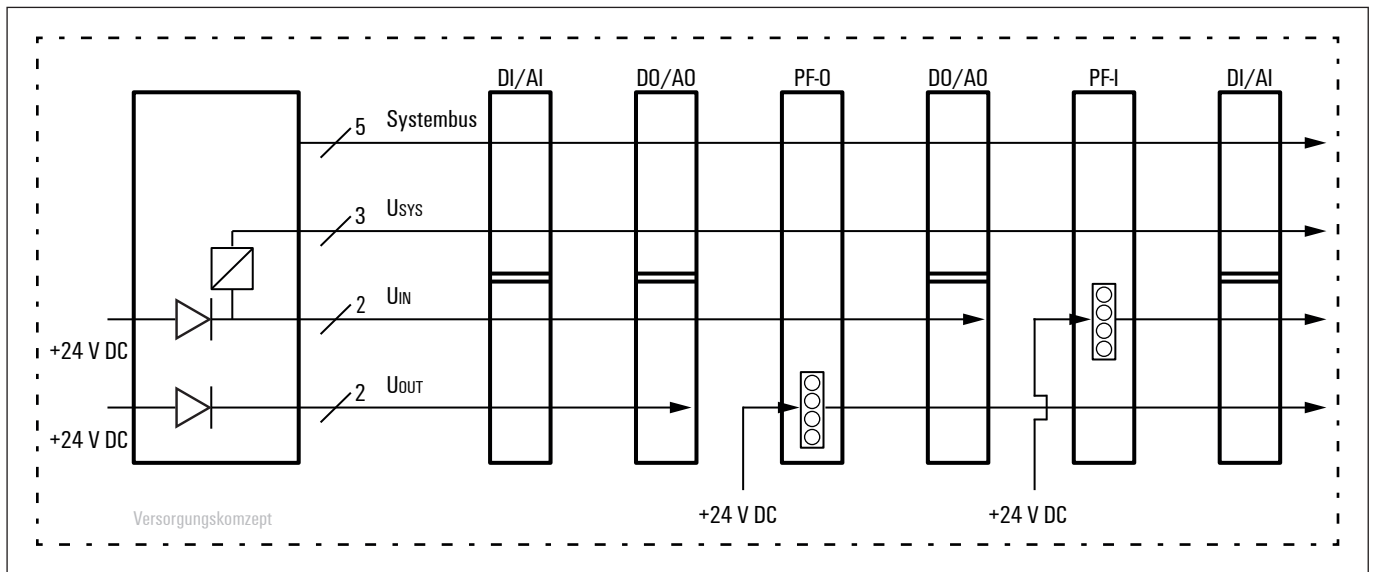 DI/AI
DO/AO
PF-O
DO/AO
PF-I
DI/AI
5
Systembus
3
USYS
2
UIN
+24 V DC
2
UOUT
+24 V DC
+24 V DC
+24 V DC
Versorgungskomzept